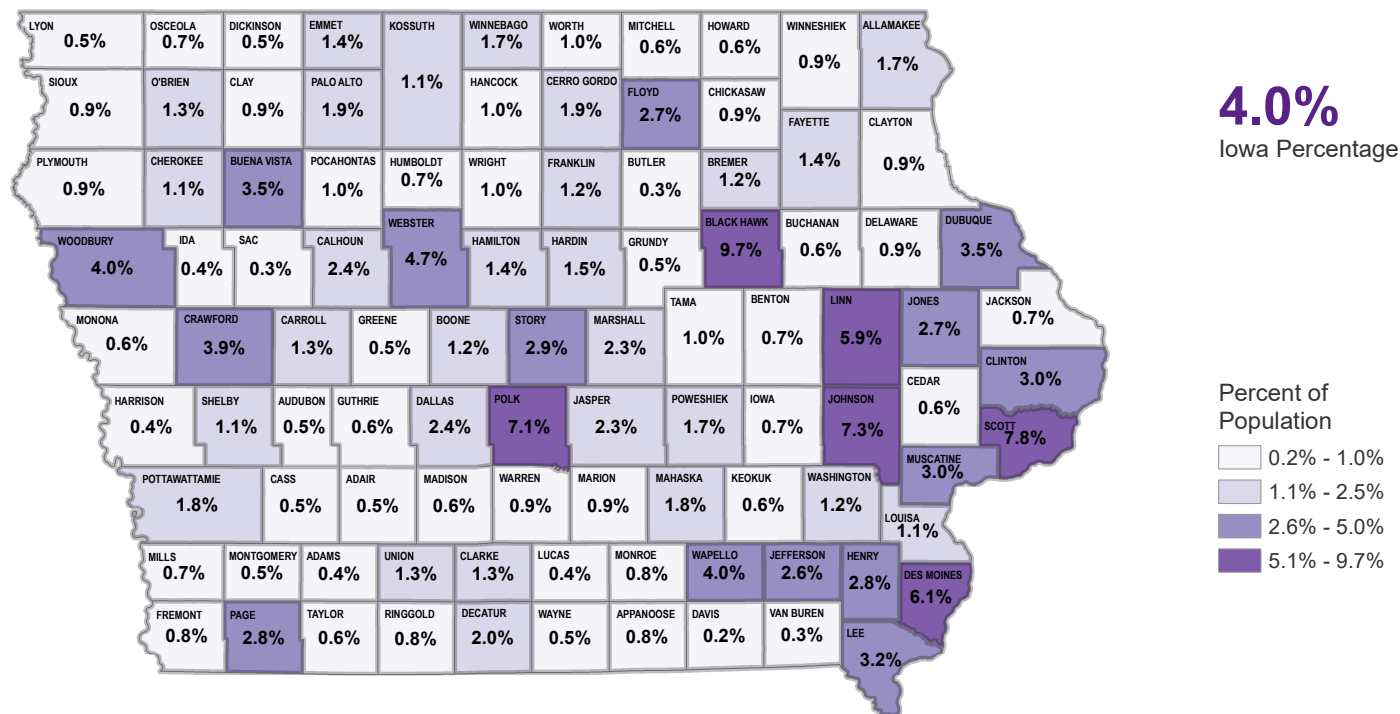 LYON
0.5%
OSCEOLA
0.7%
DICKINSON
0.5%
EMMET
1.4%
KOSSUTH
1.1%
WINNEBAGO
1.7%
WORTH
1.0%
MITCHELL
0.6%
HOWARD
0.6%
WINNESHIEK
0.9%
ALLAMAKEE
1.7%
SIOUX
0.9%
O'BRIEN
1.3%
CLAY
0.9%
PALO ALTO
1.9%
HANCOCK
1.0%
CERRO GORDO
1.9%
FLOYD
2.7%
CHICKASAW
0.9%
FAYETTE
1.4%
CLAYTON
0.9%
PLYMOUTH
0.9%
CHEROKEE
1.1%
BUENA VISTA
3.5%
POCAHONTAS
1.0%
HUMBOLDT
0.7%
WRIGHT
1.0%
FRANKLIN
1.2%
BUTLER
0.3%
BREMER
1.2%
WOODBURY
4.0%
IDA
0.4%
SAC
0.3%
CALHOUN
2.4%
WEBSTER
4.7%
HAMILTON
1.4%
HARDIN
1.5%
GRUNDY
0.5%
BLACK HAWK
9.7%
BUCHANAN
0.6%
DELAWARE
0.9%
DUBUQUE
3.5%
MONONA
0.6%
CRAWFORD
3.9%
CARROLL
1.3%
GREENE
0.5%
BOONE
1.2%
STORY
2.9%
MARSHALL
2.3%
TAMA
1.0%
BENTON
0.7%
LINN
5.9%
JONES
2.7%
JACKSON
0.7%
CLINTON
3.0%
HARRISON
0.4%
SHELBY
1.1%
AUDUBON
0.5%
GUTHRIE
0.6%
DALLAS
2.4%
POLK
7.1%
JASPER
2.3%
POWESHIEK
1.7%
IOWA
0.7%
JOHNSON
7.3%
CEDAR
0.6%
SCOTT
7.8%
MUSCATINE
3.0%
POTTAWATTAMIE
1.8%
CASS
0.5%
ADAIR
0.5%
MADISON
0.6%
WARREN
0.9%
MARION
0.9%
MAHASKA
1.8%
KEOKUK
0.6%
WASHINGTON
1.2%
LOUISA
1.1%
MILLS
0.7%
MONTGOMERY
0.5%
ADAMS
0.4%
UNION
1.3%
CLARKE
1.3%
LUCAS
0.4%
MONROE
0.8%
WAPELLO
4.0%
JEFFERSON
2.6%
HENRY
2.8%
DES MOINES
6.1%
FREMONT
0.8%
PAGE
2.8%
TAYLOR
0.6%
RINGGOLD
0.8%
DECATUR
2.0%
WAYNE
0.5%
APPANOOSE
0.8%
DAVIS
0.2%
VAN BUREN
0.3%
LEE
3.2%
4.0%
Iowa Percentage
Percent of
Population
0.2% - 1.0%
1.1% - 2.5%
2.6% - 5.0%
5.1% - 9.7%